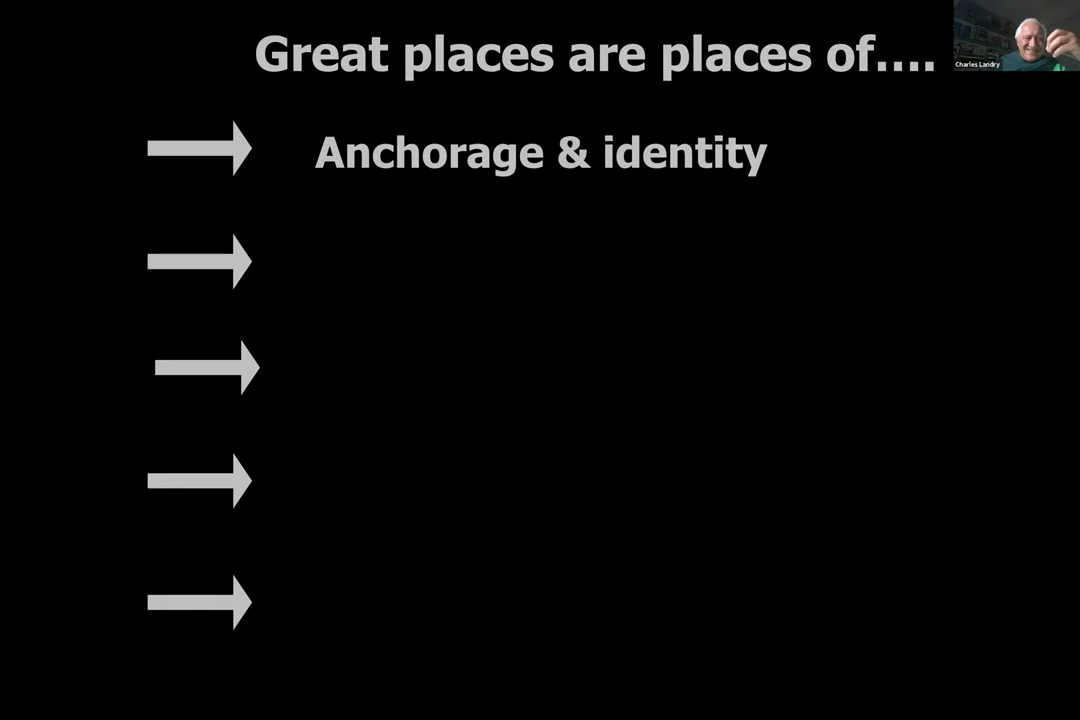 Great places are places of....
Charles Landry
Anchorage & identity